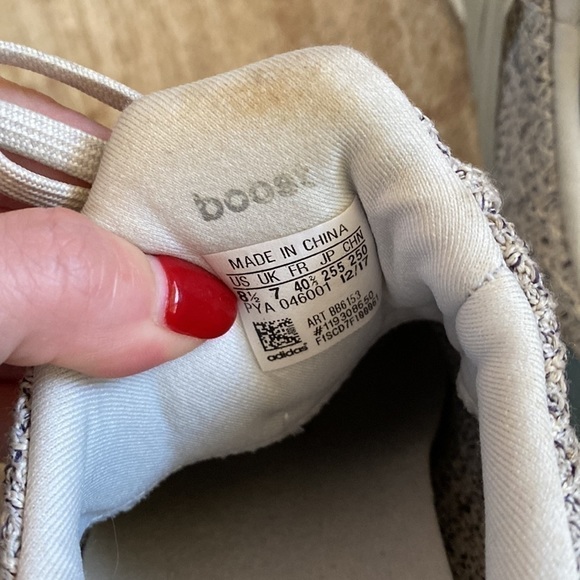 boost
MADE IN CHINA
US UK FR JP CHN
8½ 7 40⅔ 255 250
PYA 046001 12/17
ART BB6153
adidas